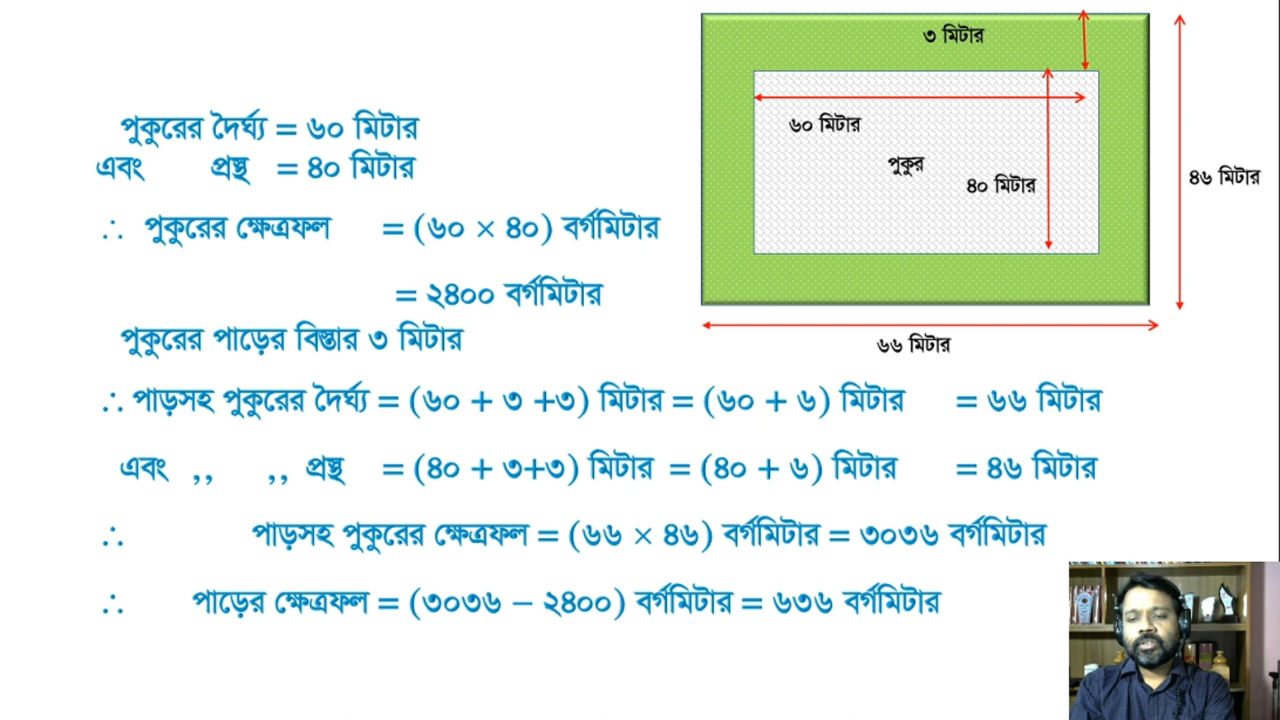 পুকুরের দৈর্ঘ্য = ৬০ মিটার
এবং প্রস্থ = ৪০ মিটার
∴ পুকুরের ক্ষেত্রফল = (৬০ × ৪০) বর্গমিটার
= ২৪০০ বর্গমিটার
পুকুরের পাড়ের বিস্তার ৩ মিটার
∴ পাড়সহ পুকুরের দৈর্ঘ্য = (৬০ + ৩ +৩) মিটার = (৬০ + ৬) মিটার = ৬৬ মিটার
এবং ,, ,, প্রস্থ = (৪০ + ৩+৩) মিটার = (৪০ + ৬) মিটার = ৪৬ মিটার
∴ পাড়সহ পুকুরের ক্ষেত্রফল = (৬৬ × ৪৬) বর্গমিটার = ৩০৩৬ বর্গমিটার
∴ পাড়ের ক্ষেত্রফল = (৩০৩৬ − ২৪০০) বর্গমিটার = ৬৩৬ বর্গমিটার
৩ মিটার
৬০ মিটার
পুকুর
৪০ মিটার
৪৬ মিটার
৬৬ মিটার